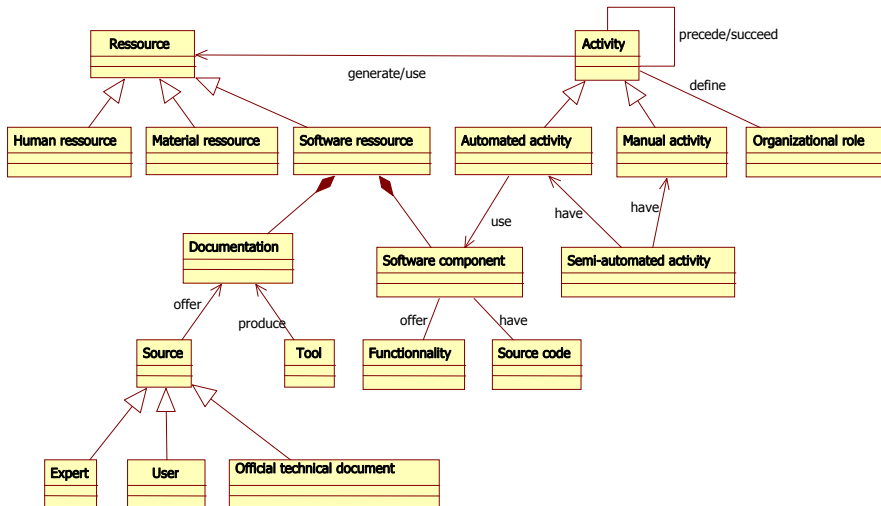 Ressource
Activity
precede/succeed
generate/use
define
Human ressource
Material ressource
Software ressource
Automated activity
Manual activity
Organizational role
use
have
have
Documentation
Software component
Semi-automated activity
offer
produce
offer
have
Source
Tool
Functionnality
Source code
Expert
User
Official technical document